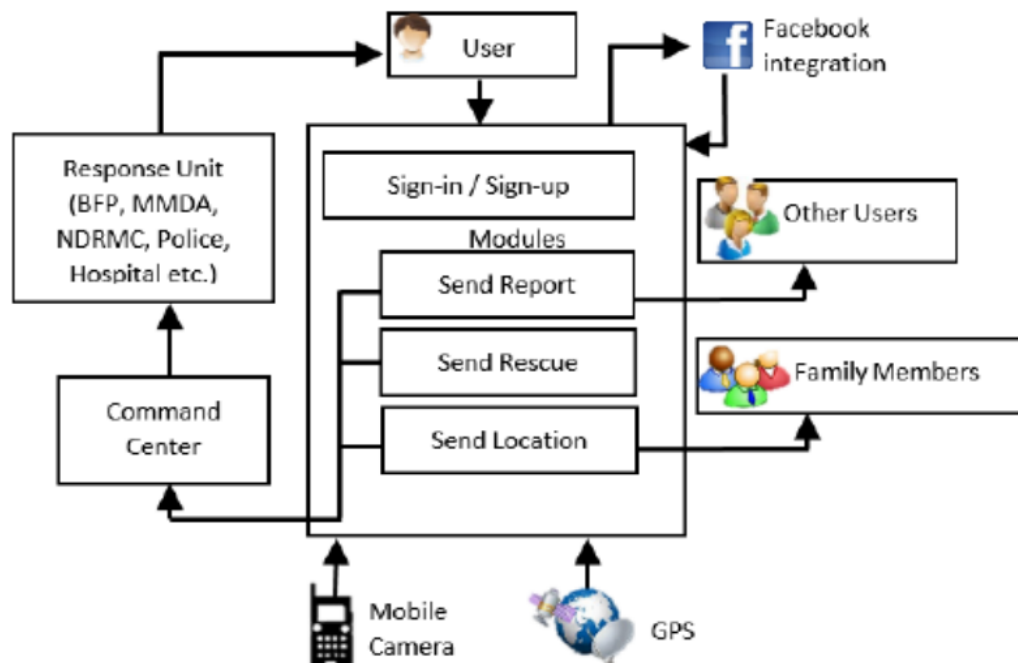 User
Facebook
integration
Response Unit
(BFP, MMDA,
NDRMC, Police,
Hospital etc.)
Sign-in / Sign-up
Other Users
Modules
Send Report
Send Rescue
Family Members
Command
Center
Send Location
Mobile
Camera
GPS